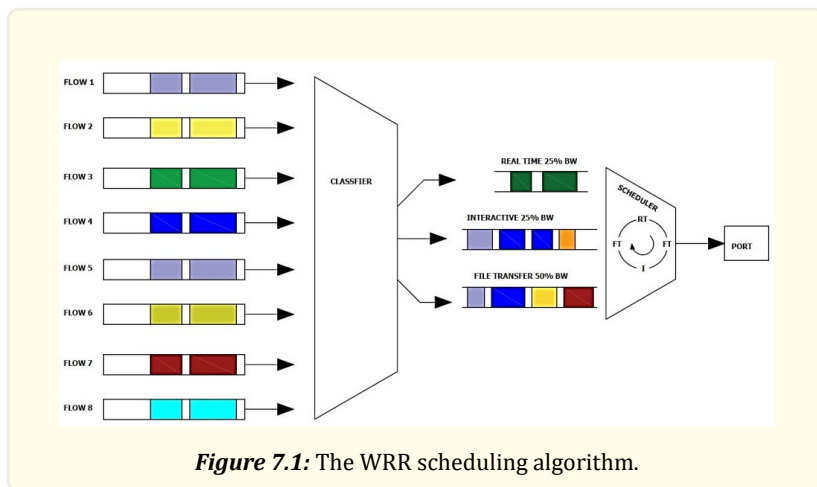 FLOW 1
FLOW 2
FLOW 3
FLOW 4
FLOW 5
FLOW 6
FLOW 7
FLOW 8
CLASSFIER
REAL TIME 25% BW
INTERACTIVE 25% BW
FILE TRANSFER 50% BW
SCHEDULER
RT
FT
FT
I
PORT
Figure 7.1: The WRR scheduling algorithm.